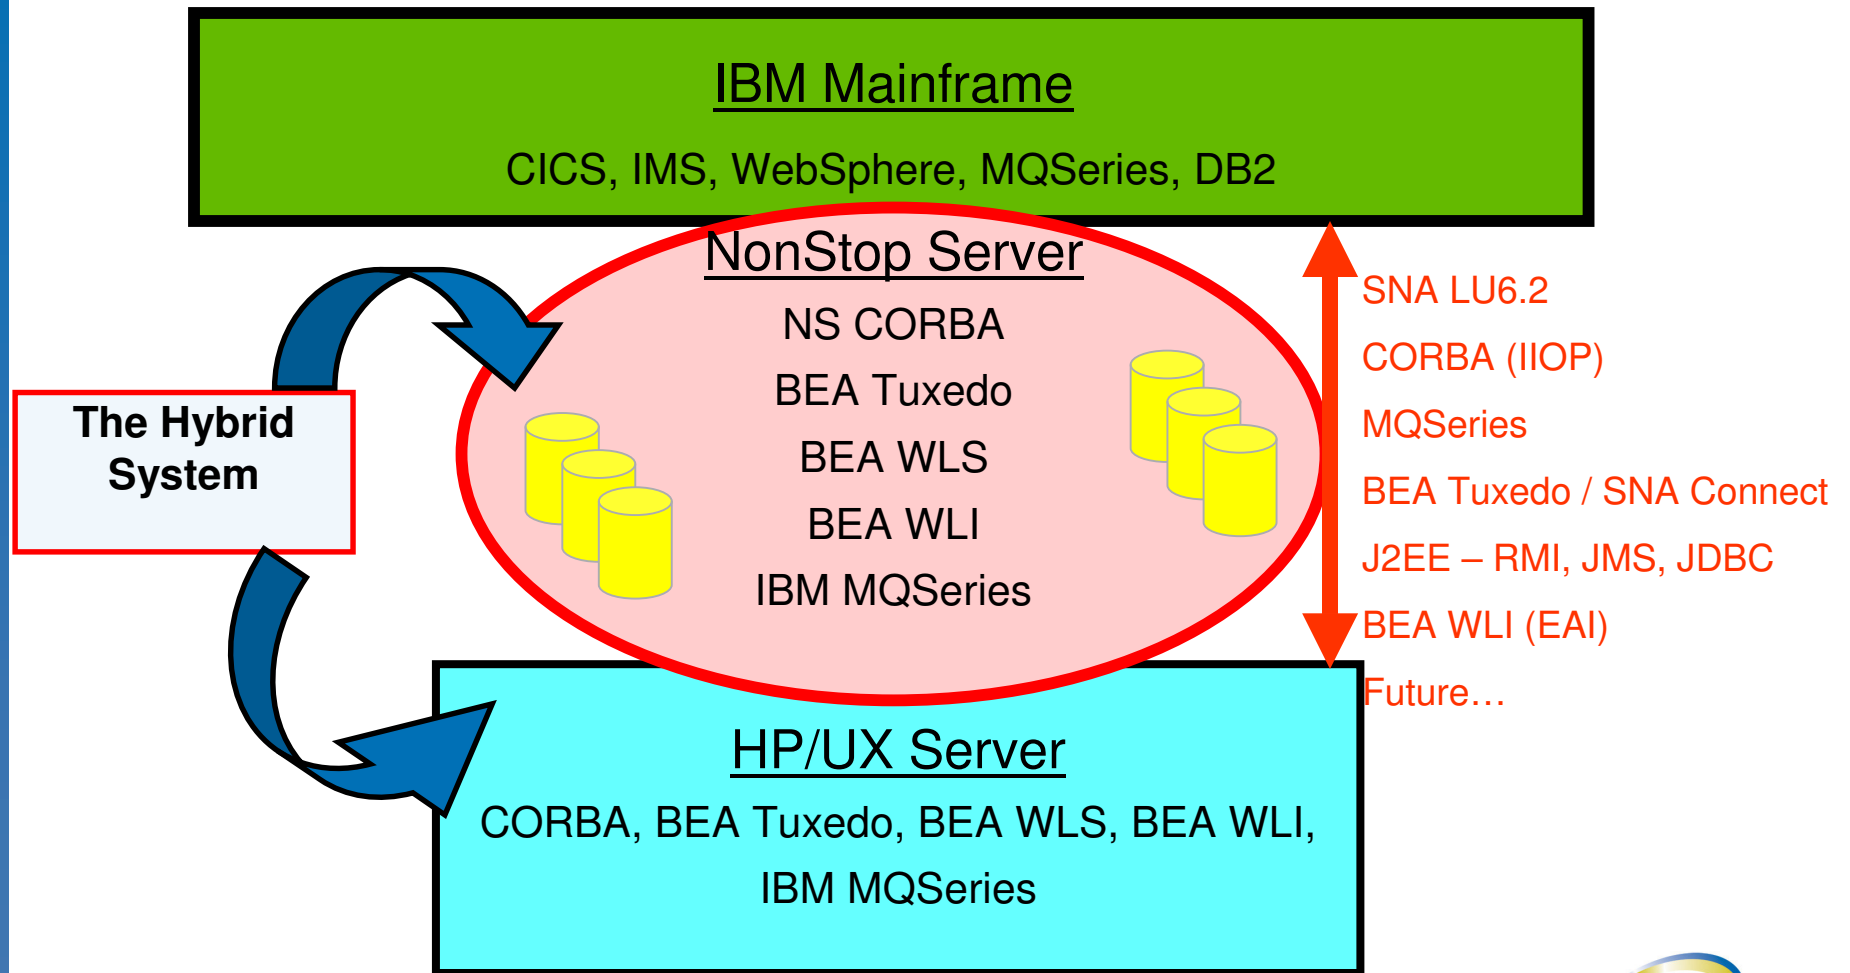 IBM Mainframe
CICS, IMS, WebSphere, MQSeries, DB2
NonStop Server
NS CORBA
BEA Tuxedo
BEA WLS
BEA WLI
IBM MQSeries
The Hybrid
System
SNA LU6.2
CORBA (IIOP)
MQSeries
BEA Tuxedo / SNA Connect
J2EE – RMI, JMS, JDBC
BEA WLI (EAI)
Future…
HP/UX Server
CORBA, BEA Tuxedo, BEA WLS, BEA WLI,
IBM MQSeries